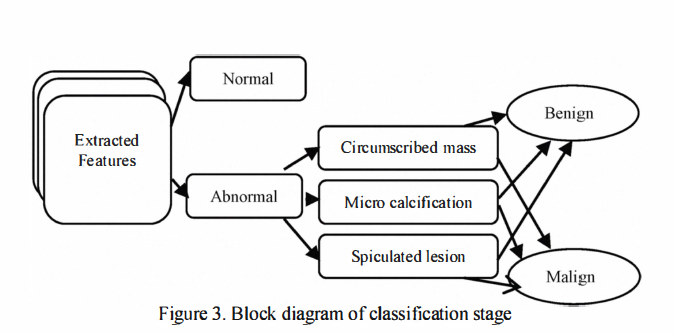 Normal
Extracted
Features
Abnormal
Circumscribed mass
Micro calcification
Spiculated lesion
Benign
Malign
Figure 3. Block diagram of classification stage